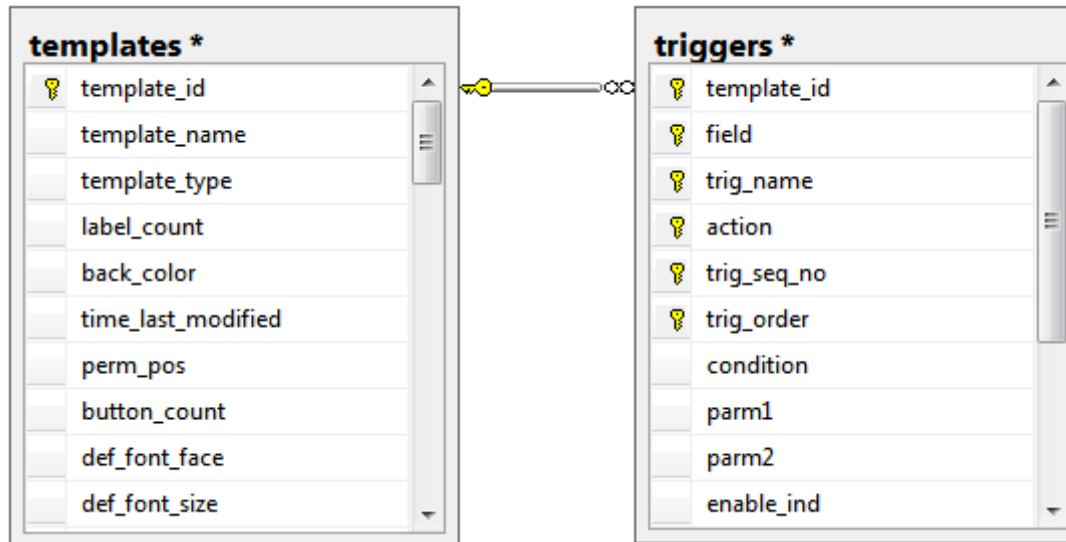 templates *
template_id
template_name
template_type
label_count
back_color
time_last_modified
perm_pos
button_count
def_font_face
def_font_size
triggers *
template_id
field
trig_name
action
trig_seq_no
trig_order
condition
parm1
parm2
enable_ind